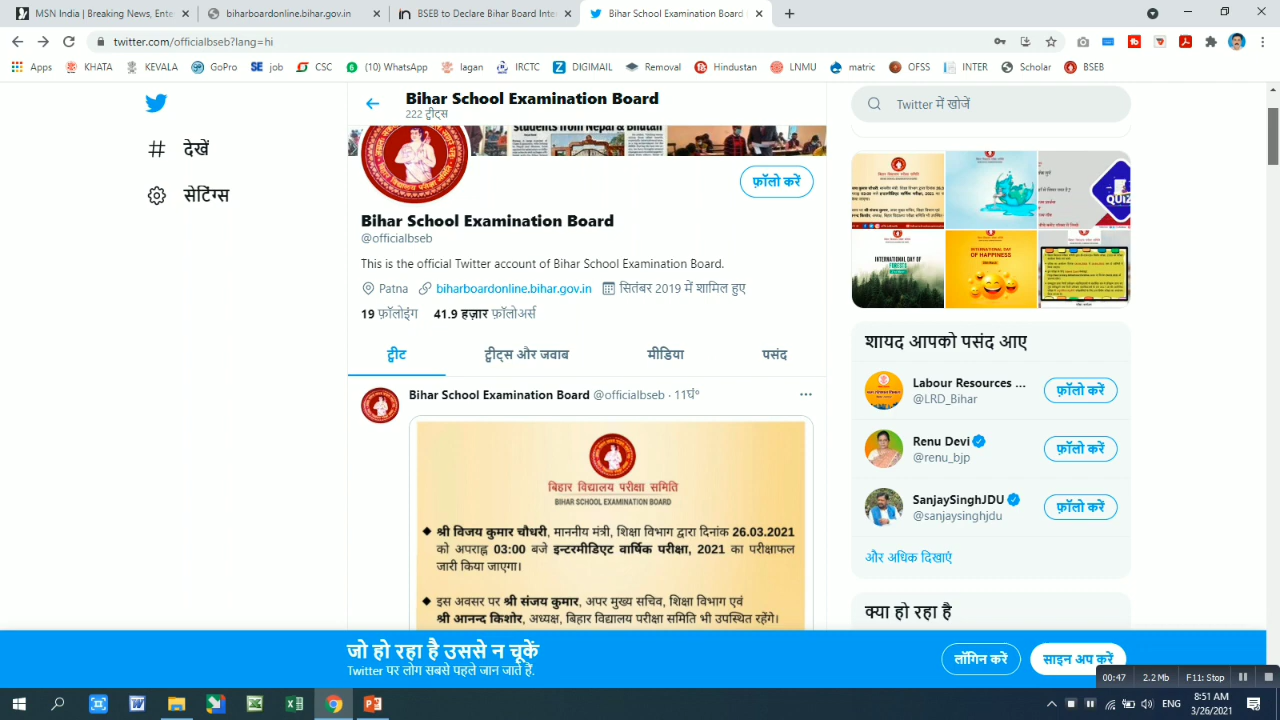 MSN India | Breaking News, Ente
biharboardonline.bihar.gov.in
BSEB to Declare Bihar Board Inte
Bihar School Examination Board
twitter.com/officialbseb?lang=hi
Apps
KHATA
KEVALA
GoPro
SE job
CSC
(10) WhatsApp
lagan
IRCTC
DIGIMAIL
Removal
Hindustan
LNMU
matric
OFSS
INTER
Scholar
BSEB
Bihar School Examination Board
222 ट्वीट्स
Twitter में खोजें
देखें
सेटिंग्स
Students from Nepal & Bhutan
फ़ॉलो करें
Bihar School Examination Board
@officialbseb
cial Twitter account of Bihar School Examination Board.
atna biharboardonline.bihar.gov.in सितंबर 2019 में शामिल हुए
19 फ़ॉलोइंग 41.9 हज़ार फ़ॉलोअर्स
ट्वीट
ट्वीट्स और जवाब
मीडिया
पसंद
QUIZ
INTERNATIONAL DAY OF
FORESTS
INTERNATIONAL DAY
OF HAPPINESS
शायद आपको पसंद आए
Labour Resources ...
@LRD_Bihar
फ़ॉलो करें
Renu Devi
@renu_bjp
फ़ॉलो करें
SanjaySinghJDU
@sanjaysinghjdu
फ़ॉलो करें
और अधिक दिखाएं
क्या हो रहा है
Bihar School Examination Board @officialbseb · 11घं॰
बिहार विद्यालय परीक्षा समिति
BIHAR SCHOOL EXAMINATION BOARD
श्री विजय कुमार चौधरी, माननीय मंत्री, शिक्षा विभाग द्वारा दिनांक 26.03.2021
को अपराह्न 03:00 बजे इन्टरमीडिएट वार्षिक परीक्षा, 2021 का परीक्षाफल
जारी किया जाएगा।
इस अवसर पर श्री संजय कुमार, अपर मुख्य सचिव, शिक्षा विभाग एवं
श्री आनन्द किशोर, अध्यक्ष, बिहार विद्यालय परीक्षा समिति भी उपस्थित रहेंगे।
जो हो रहा है उससे न चूकें
Twitter पर लोग सबसे पहले जान जाते हैं.
लॉगिन करें
साइन अप करें
00:47 2.2 Mb F11: Stop
ENG
8:51 AM
3/26/2021